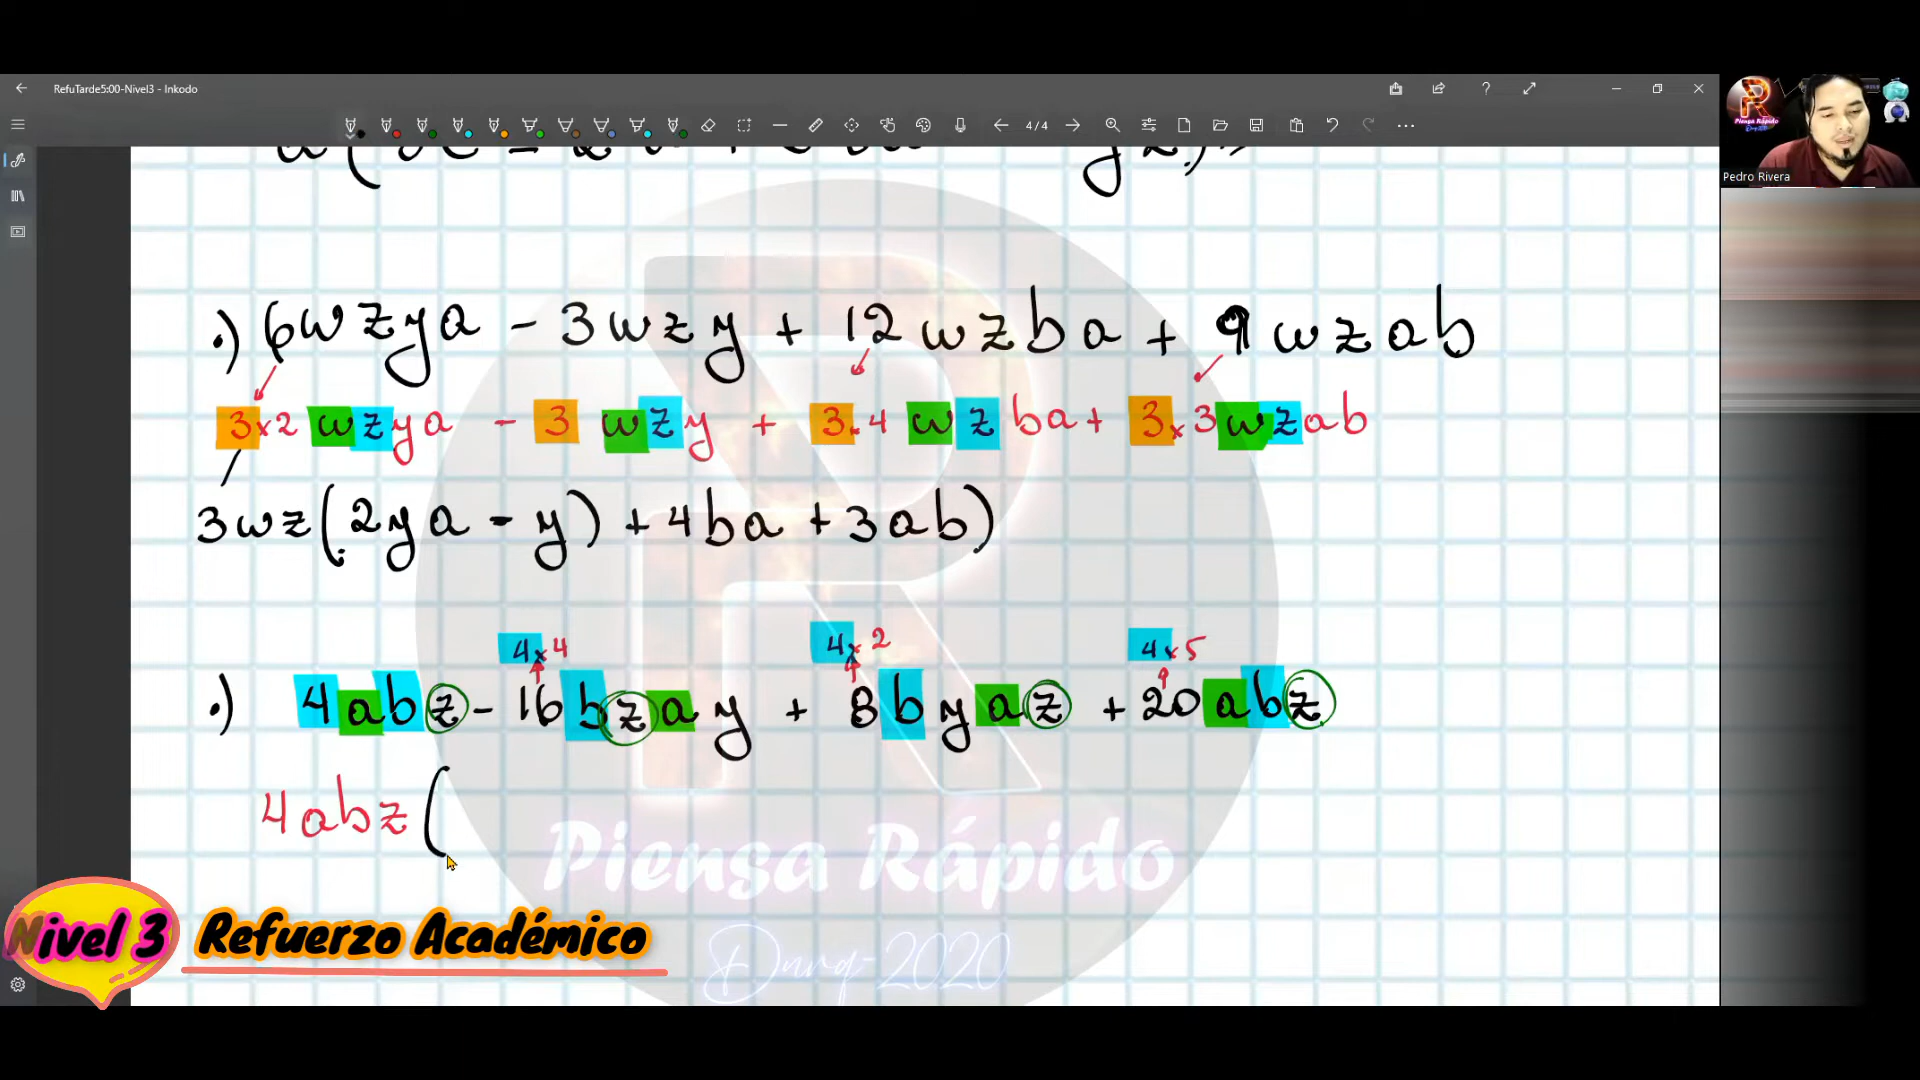 RefuTarde5:00-Nivel3 - Inkodo
4/4
Pedro Rivera
.) 6wzya - 3wzy + 12wzba + 9wzab
3x2 wzya - 3 wzy + 3.4 wz ba + 3x3wzab
3wz(2ya - y) + 4ba + 3ab)
4x4 4x2 4x5
.) 4abz - 16bzay + 8byaz + 20abz
4abz (
Piensa Rápido
Nivel 3 Refuerzo Académico